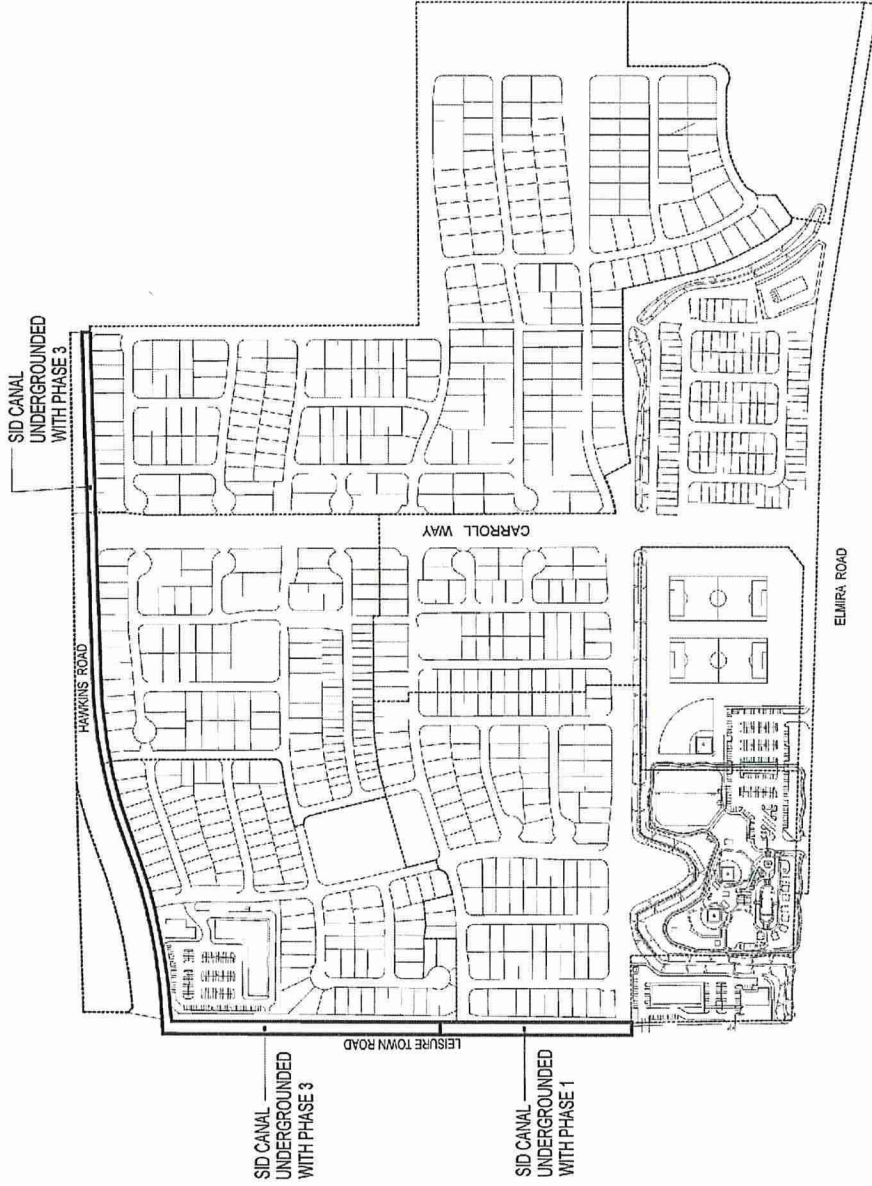 SID CANAL
UNDERGROUNDED
WITH PHASE 3
HAWKINS ROAD
CARROLL WAY
ELMIRA ROAD
LEISURE TOWN ROAD
SID CANAL
UNDERGROUNDED
WITH PHASE 3
SID CANAL
UNDERGROUNDED
WITH PHASE 1